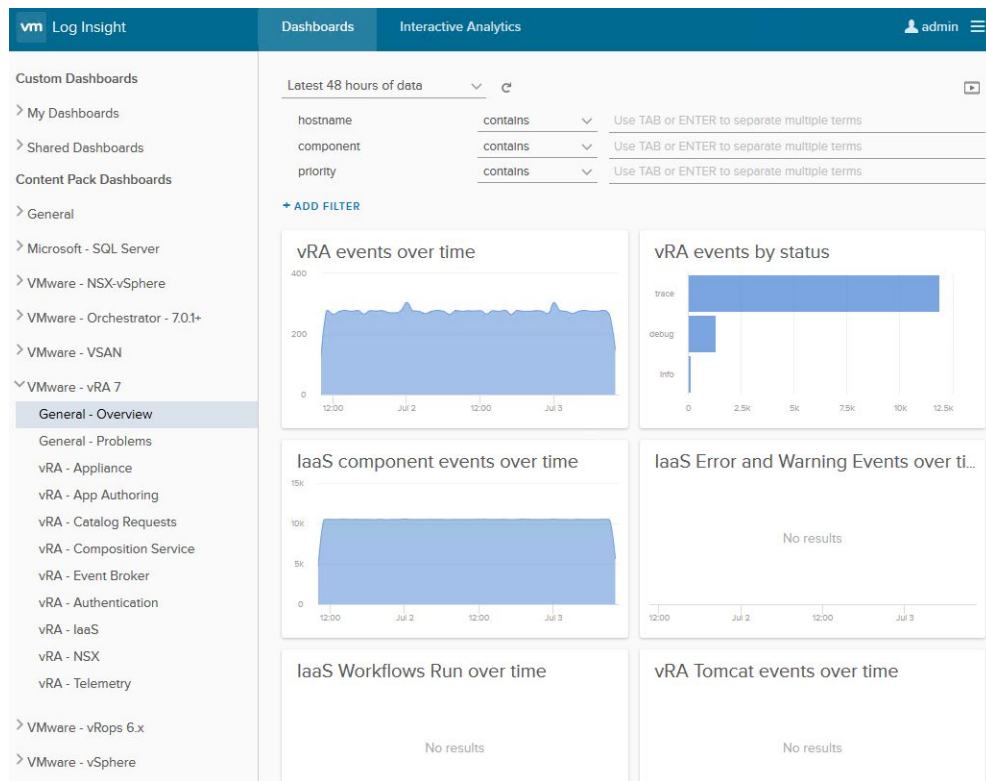 vm Log Insight
Dashboards
Interactive Analytics
admin
Custom Dashboards
My Dashboards
Shared Dashboards
Content Pack Dashboards
General
Microsoft - SQL Server
VMware - NSX-vSphere
VMware - Orchestrator - 7.0.1+
VMware - VSAN
VMware - vRA 7
General - Overview
General - Problems
vRA - Appliance
vRA - App Authoring
vRA - Catalog Requests
vRA - Composition Service
vRA - Event Broker
vRA - Authentication
vRA - IaaS
vRA - NSX
vRA - Telemetry
VMware - vRops 6.x
VMware - vSphere
Latest 48 hours of data
hostname contains Use TAB or ENTER to separate multiple terms
component contains Use TAB or ENTER to separate multiple terms
priority contains Use TAB or ENTER to separate multiple terms
+ ADD FILTER
vRA events over time
400
200
0
12:00 Jul 2 12:00 Jul 3
vRA events by status
trace
debug
Info
0 2.5k 5k 7.5k 10k 12.5k
IaaS component events over time
15k
10k
5k
0
12:00 Jul 2 12:00 Jul 3
IaaS Error and Warning Events over ti...
No results
12:00 Jul 2 12:00 Jul 3
IaaS Workflows Run over time
No results
vRA Tomcat events over time
No results